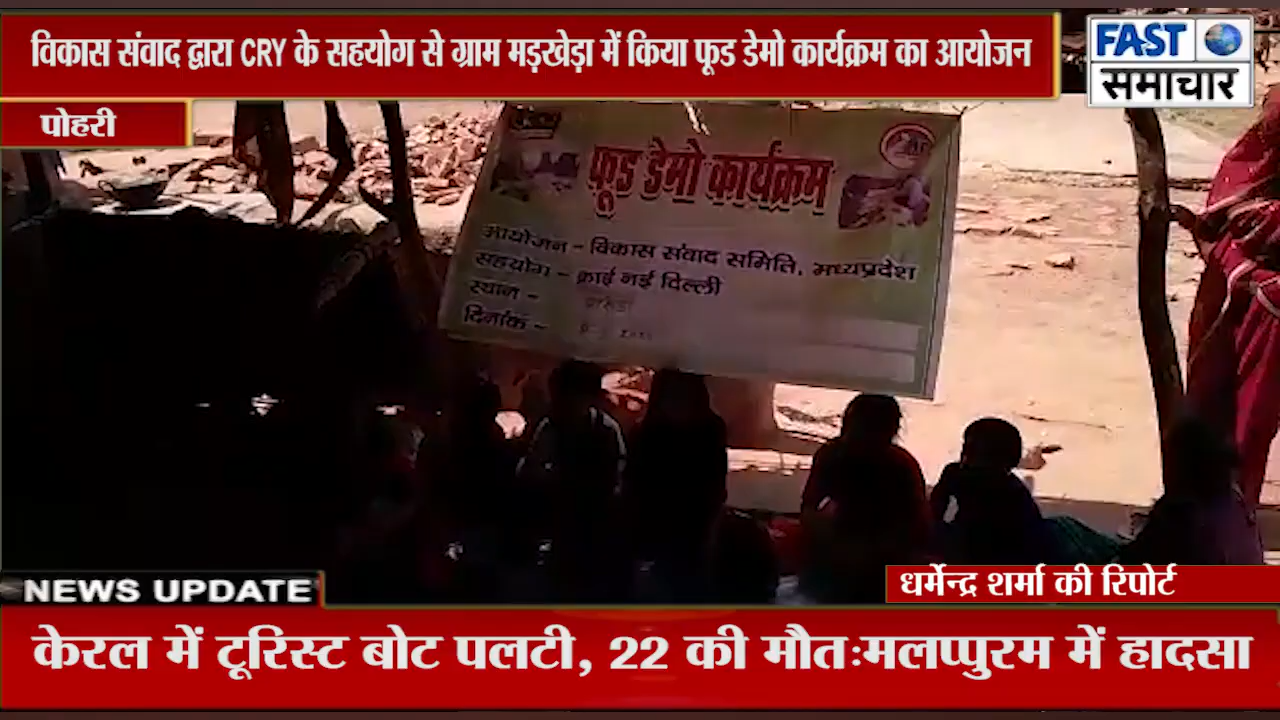 विकास संवाद द्वारा CRY के सहयोग से ग्राम मड़खेड़ा में किया फूड डेमो कार्यक्रम का आयोजन
FAST
समाचार
पोहरी
फूड डेमो कार्यक्रम
आयोजन – विकास संवाद समिति, मध्यप्रदेश
सहयोग – क्राई नई दिल्ली
स्थान –
दिनांक –
धर्मेन्द्र शर्मा की रिपोर्ट
NEWS UPDATE
केरल में टूरिस्ट बोट पलटी, 22 की मौतःमलप्पुरम में हादसा